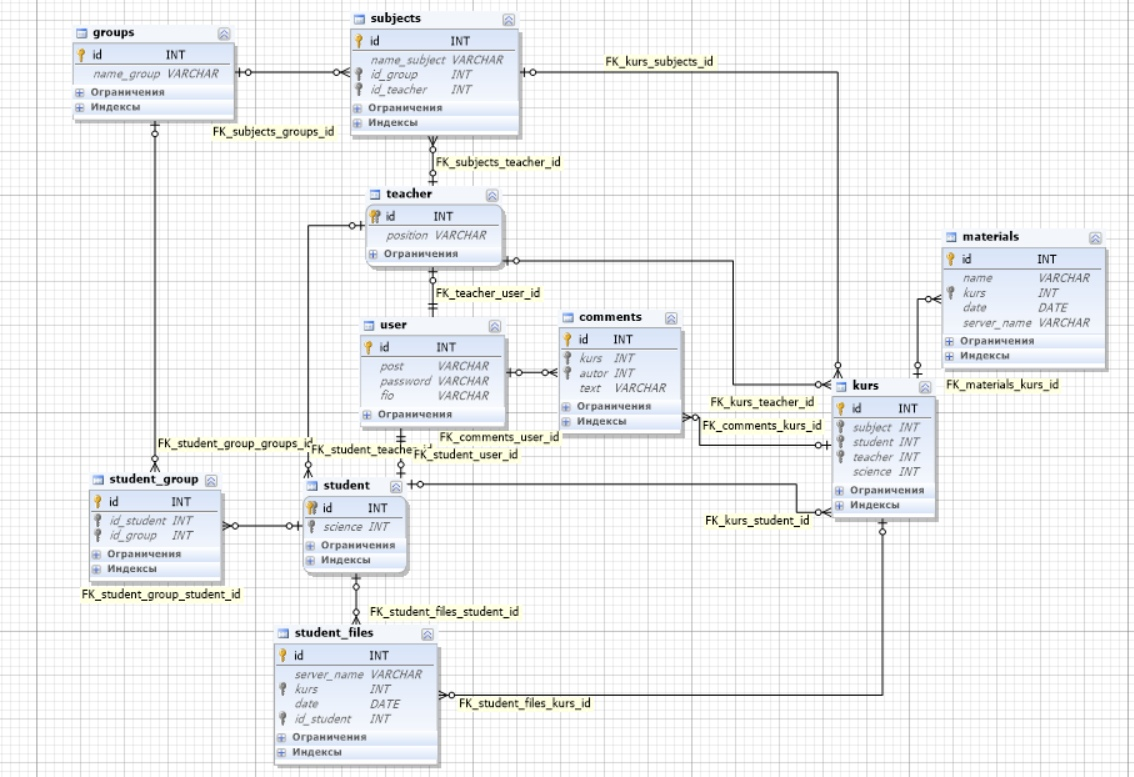 groups
id INT
name_group VARCHAR
Ограничения
Индексы
subjects
id INT
name_subject VARCHAR
id_group INT
id_teacher INT
Ограничения
Индексы
FK_kurs_subjects_id
FK_subjects_groups_id
FK_subjects_teacher_id
teacher
id INT
position VARCHAR
Ограничения
FK_teacher_user_id
materials
id INT
name VARCHAR
kurs INT
date DATE
server_name VARCHAR
Ограничения
Индексы
FK_materials_kurs_id
user
id INT
post VARCHAR
password VARCHAR
fio VARCHAR
Ограничения
comments
id INT
kurs INT
autor INT
text VARCHAR
Ограничения
Индексы
FK_kurs_teacher_id
FK_comments_kurs_id
FK_comments_user_id
kurs
id INT
subject INT
student INT
teacher INT
science INT
Ограничения
Индексы
FK_student_group_groups_id
FK_student_teache
FK_student_user_id
student_group
id INT
id_student INT
id_group INT
Ограничения
Индексы
FK_student_group_student_id
student
id INT
science INT
Ограничения
Индексы
FK_kurs_student_id
FK_student_files_student_id
student_files
id INT
server_name VARCHAR
kurs INT
date DATE
id_student INT
Ограничения
Индексы
FK_student_files_kurs_id